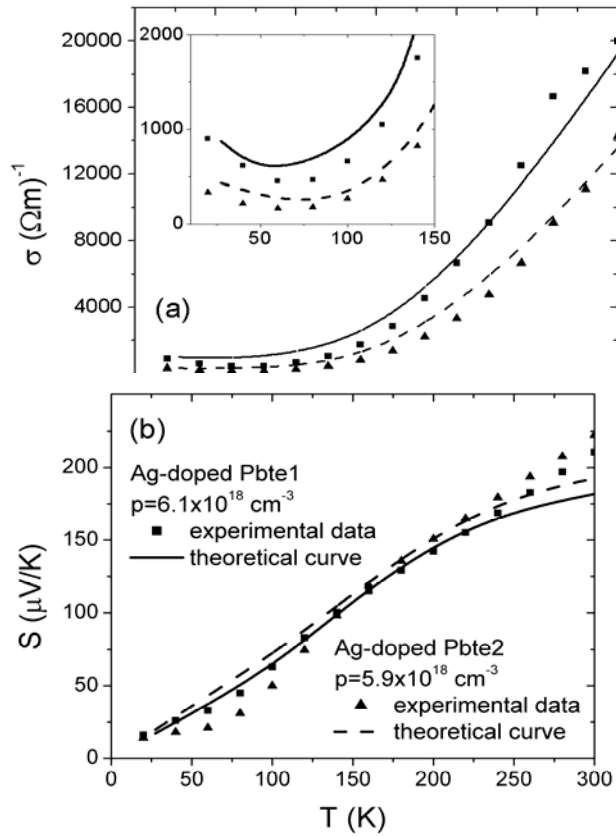 20000
16000
12000
8000
4000
σ (Ωm)⁻¹
2000
1000
0
50
100
150
(a)
(b)
Ag-doped Pbte1
p=6.1x10¹⁸ cm⁻³
experimental data
theoretical curve
Ag-doped Pbte2
p=5.9x10¹⁸ cm⁻³
experimental data
theoretical curve
200
150
100
50
0
S (μV/K)
0
50
100
150
200
250
300
T (K)